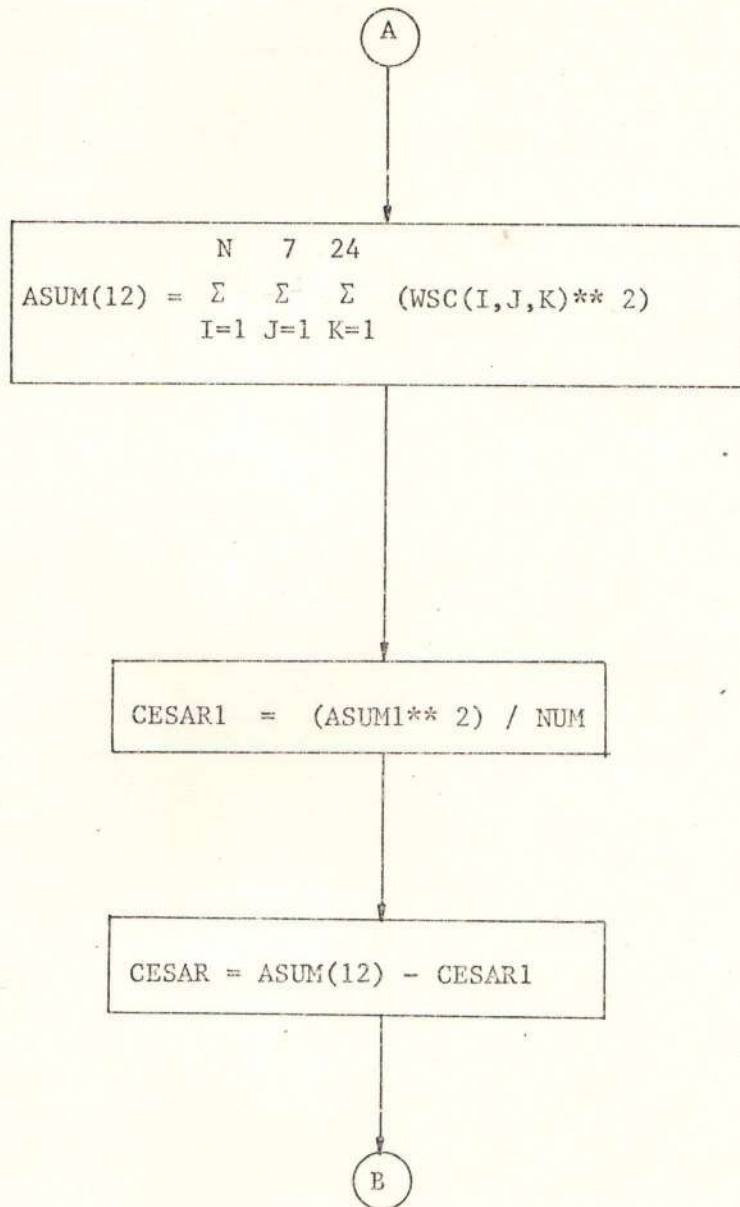 A
N 7 24
ASUM(12) = Σ Σ Σ (WSC(I,J,K)** 2)
I=1 J=1 K=1
CESAR1 = (ASUM1** 2) / NUM
CESAR = ASUM(12) - CESAR1
B